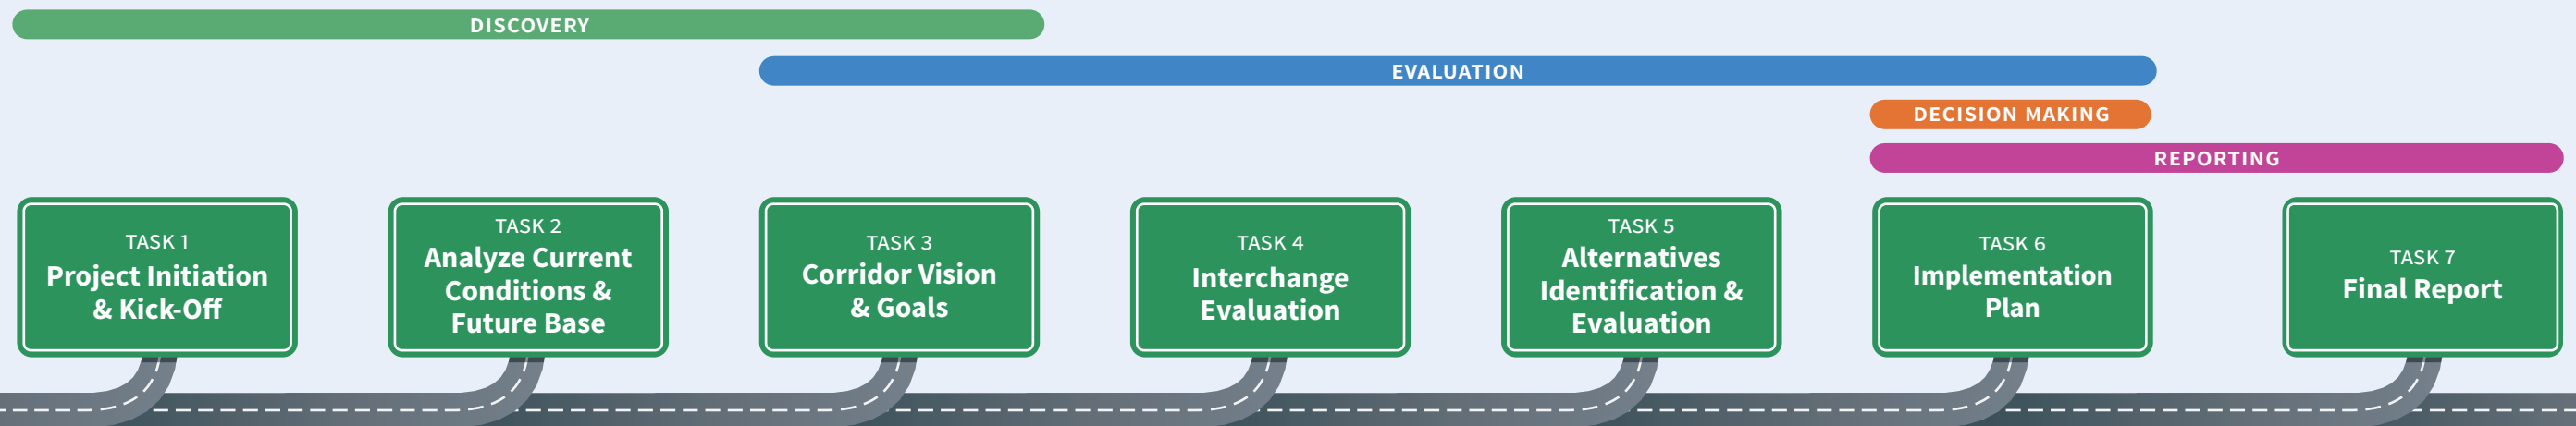 DISCOVERY
EVALUATION
DECISION MAKING
REPORTING
TASK 1
Project Initiation
& Kick-Off
TASK 2
Analyze Current
Conditions &
Future Base
TASK 3
Corridor Vision
& Goals
TASK 4
Interchange
Evaluation
TASK 5
Alternatives
Identification &
Evaluation
TASK 6
Implementation
Plan
TASK 7
Final Report